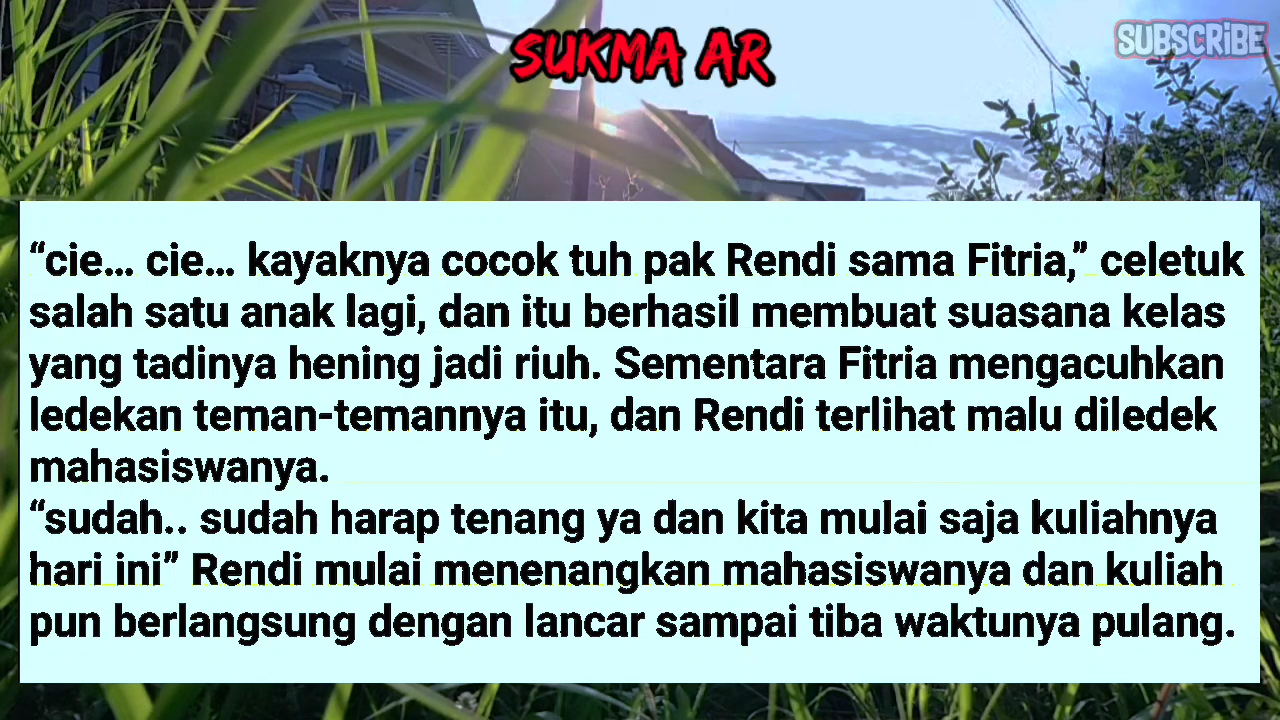 SUKMA AR
SUBSCRiBE
“cie... cie... kayaknya cocok tuh pak Rendi sama Fitria,” celetuk
salah satu anak lagi, dan itu berhasil membuat suasana kelas
yang tadinya hening jadi riuh. Sementara Fitria mengacuhkan
ledekan teman-temannya itu, dan Rendi terlihat malu diledek
mahasiswanya.
“sudah.. sudah harap tenang ya dan kita mulai saja kuliahnya
hari ini” Rendi mulai menenangkan mahasiswanya dan kuliah
pun berlangsung dengan lancar sampai tiba waktunya pulang.